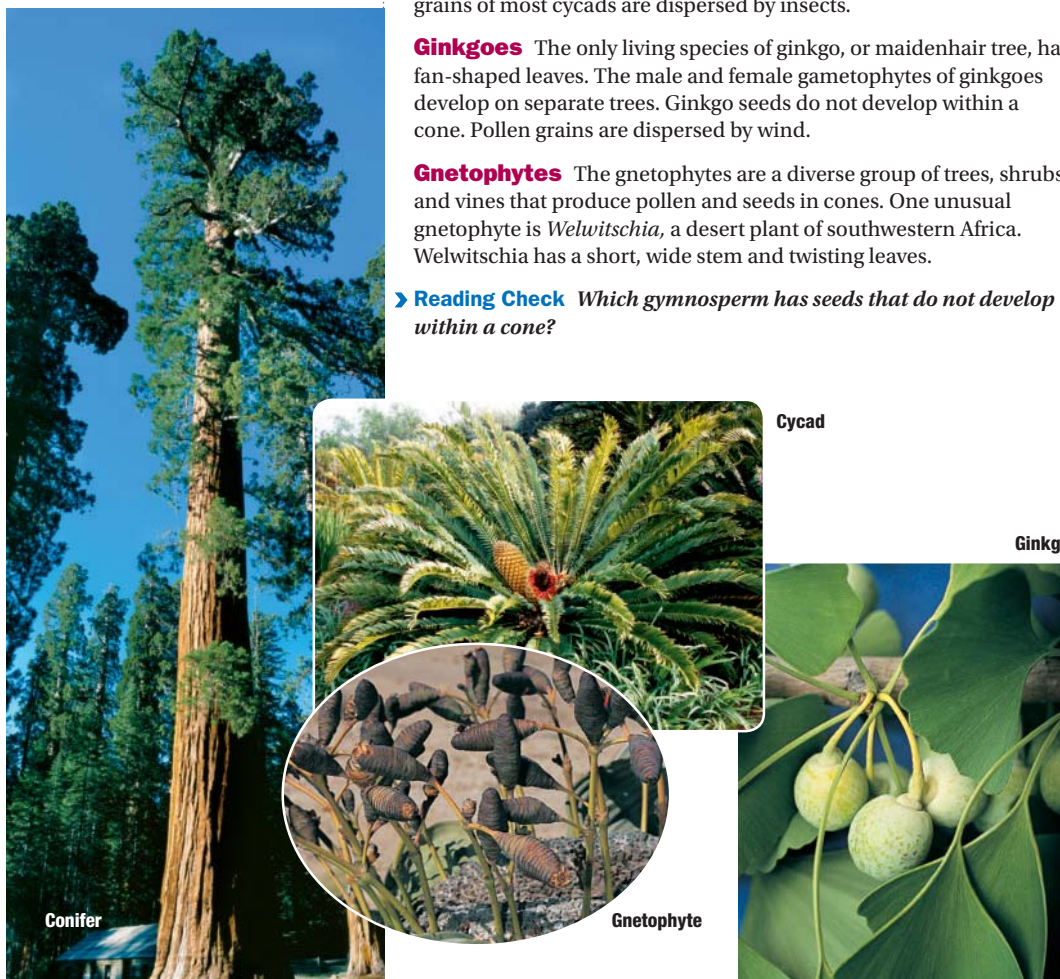 grains of most cycads are dispersed by insects.
Ginkgoes The only living species of ginkgo, or maidenhair tree, ha
fan-shaped leaves. The male and female gametophytes of ginkgoes
develop on separate trees. Ginkgo seeds do not develop within a
cone. Pollen grains are dispersed by wind.
Gnetophytes The gnetophytes are a diverse group of trees, shrubs
and vines that produce pollen and seeds in cones. One unusual
gnetophyte is Welwitschia, a desert plant of southwestern Africa.
Welwitschia has a short, wide stem and twisting leaves.
› Reading Check Which gymnosperm has seeds that do not develop
within a cone?
Cycad
Ginkg
Conifer
Gnetophyte